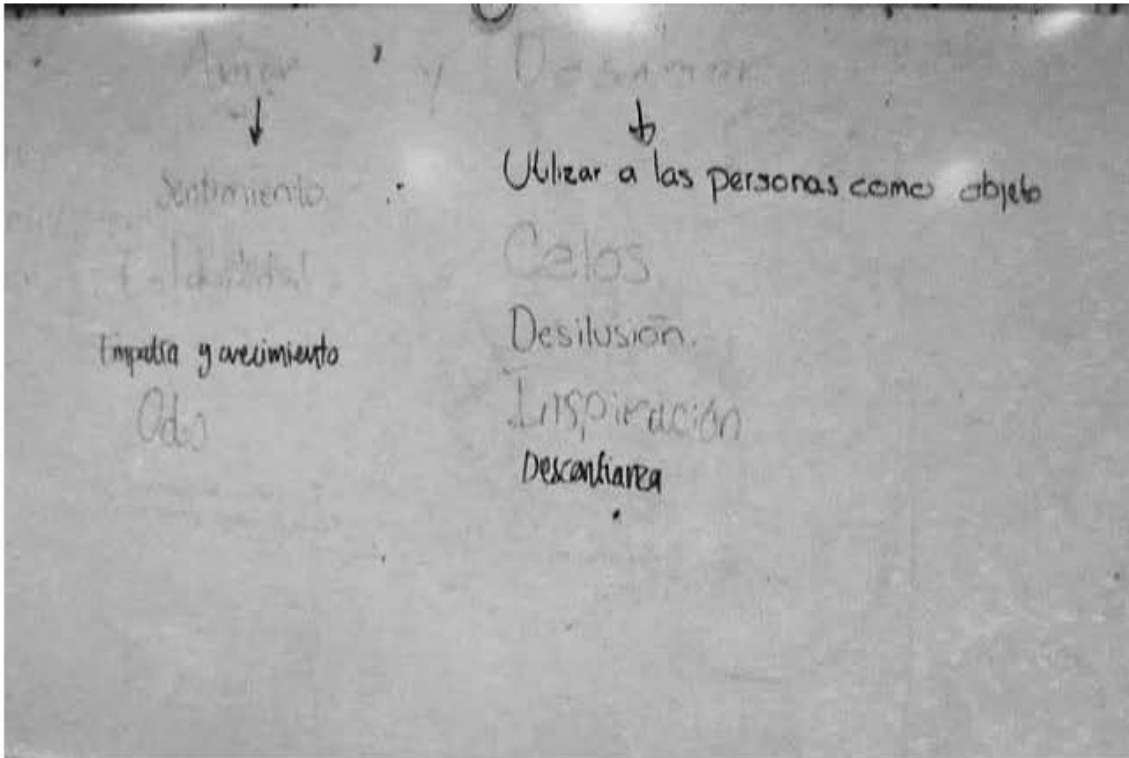 Amor y Desamor
Sentimiento
Empatía y crecimiento
Odio
Utilizar a las personas como objeto
Celos
Desilusión.
Inspiración
Desconfianza